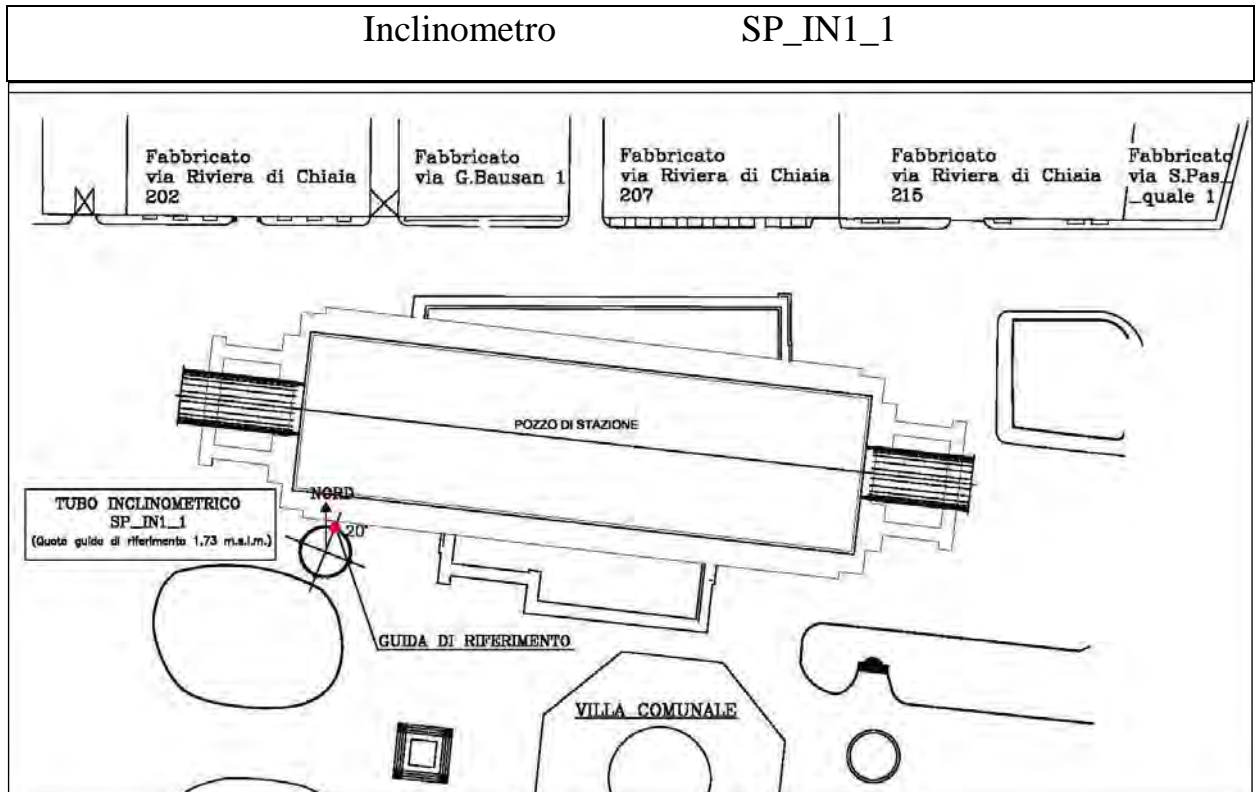 Inclinometro SP_IN1_1
Fabbricato
via Riviera di Chiaia
202
Fabbricato
via G.Bausan 1
Fabbricato
via Riviera di Chiaia
207
Fabbricato
via Riviera di Chiaia
215
Fabbricato
via S.Pas_
_quale 1
POZZO DI STAZIONE
NORD
20°
TUBO INCLINOMETRICO
SP_IN1_1
(Quota guida di riferimento 1,73 m.s.l.m.)
GUIDA DI RIFERIMENTO
VILLA COMUNALE